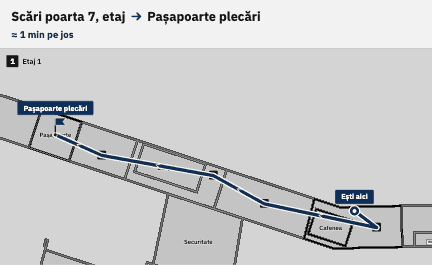 Scări poarta 7, etaj → Pașapoarte plecări
≈ 1 min pe jos
1 Etaj 1
Pașapoarte plecări
Ești aici
Cafenea
Securitate